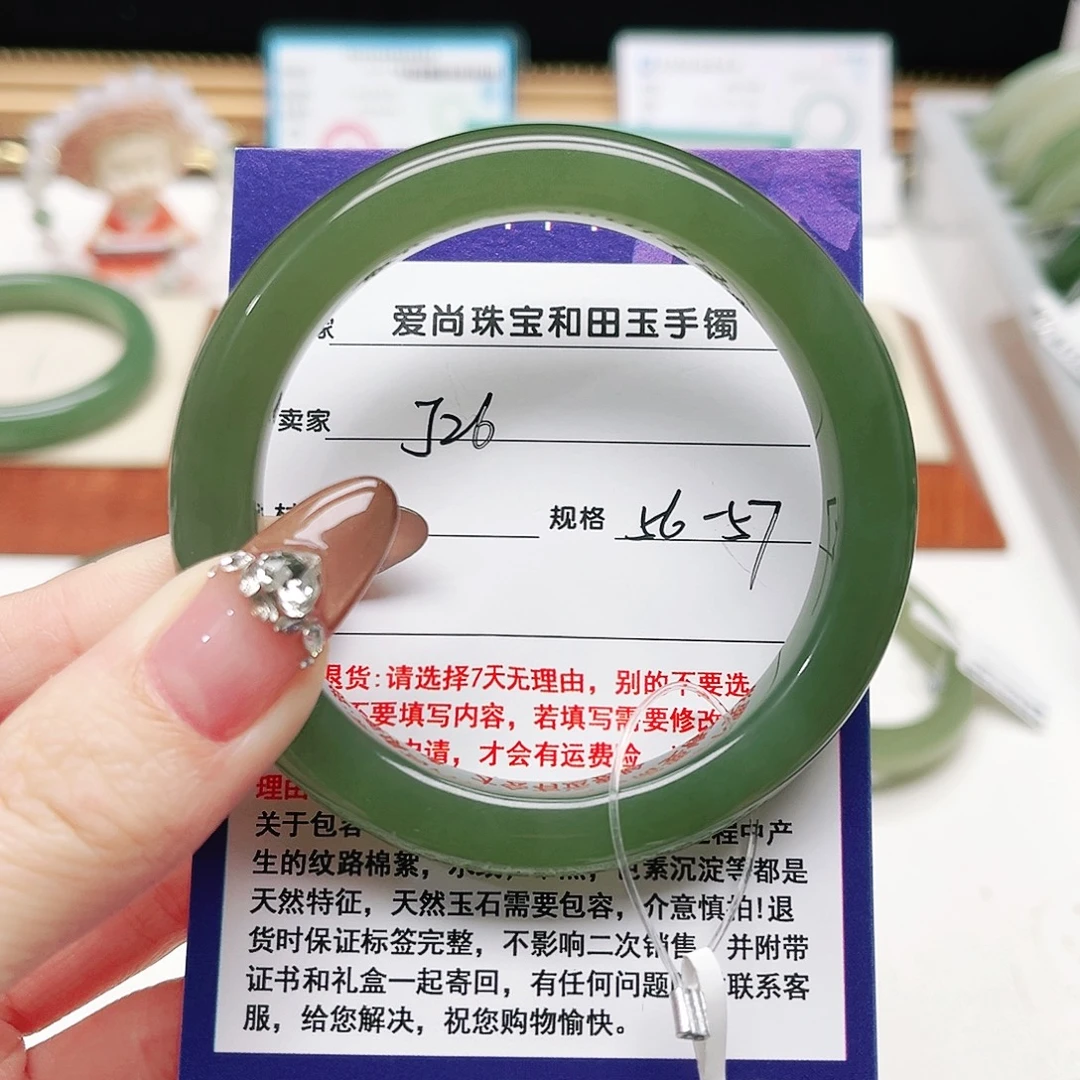 家 爱尚珠宝和田玉手镯
卖家 J26
规格 56-57
退货:请选择7天无理由，别的不要选
不要填写内容，若填写需要修改
申请，才会有运费险
理由
关于包容 程中产
生的纹路棉絮， 色素沉淀等都是
天然特征，天然玉石需要包容，介意慎拍!退
货时保证标签完整，不影响二次销售 并附带
证书和礼盒一起寄回，有任何问题 联系客
服，给您解决，祝您购物愉快。